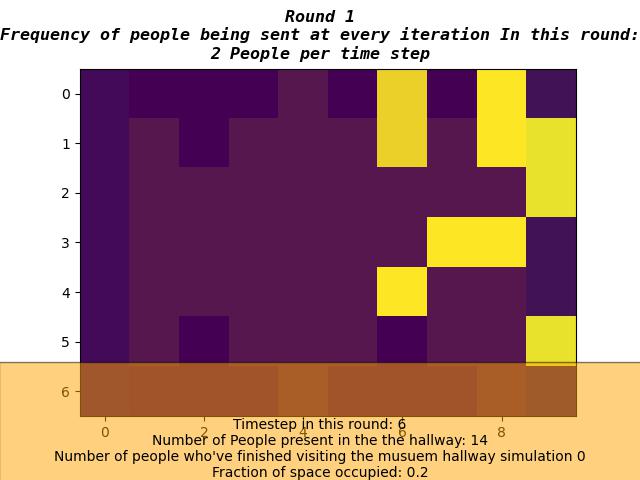 Round 1
Frequency of people being sent at every iteration In this round:
2 People per time step
0
1
2
3
4
5
6
0 2 4 6 8
Timestep in this round: 6
Number of People present in the the hallway: 14
Number of people who've finished visiting the musuem hallway simulation 0
Fraction of space occupied: 0.2